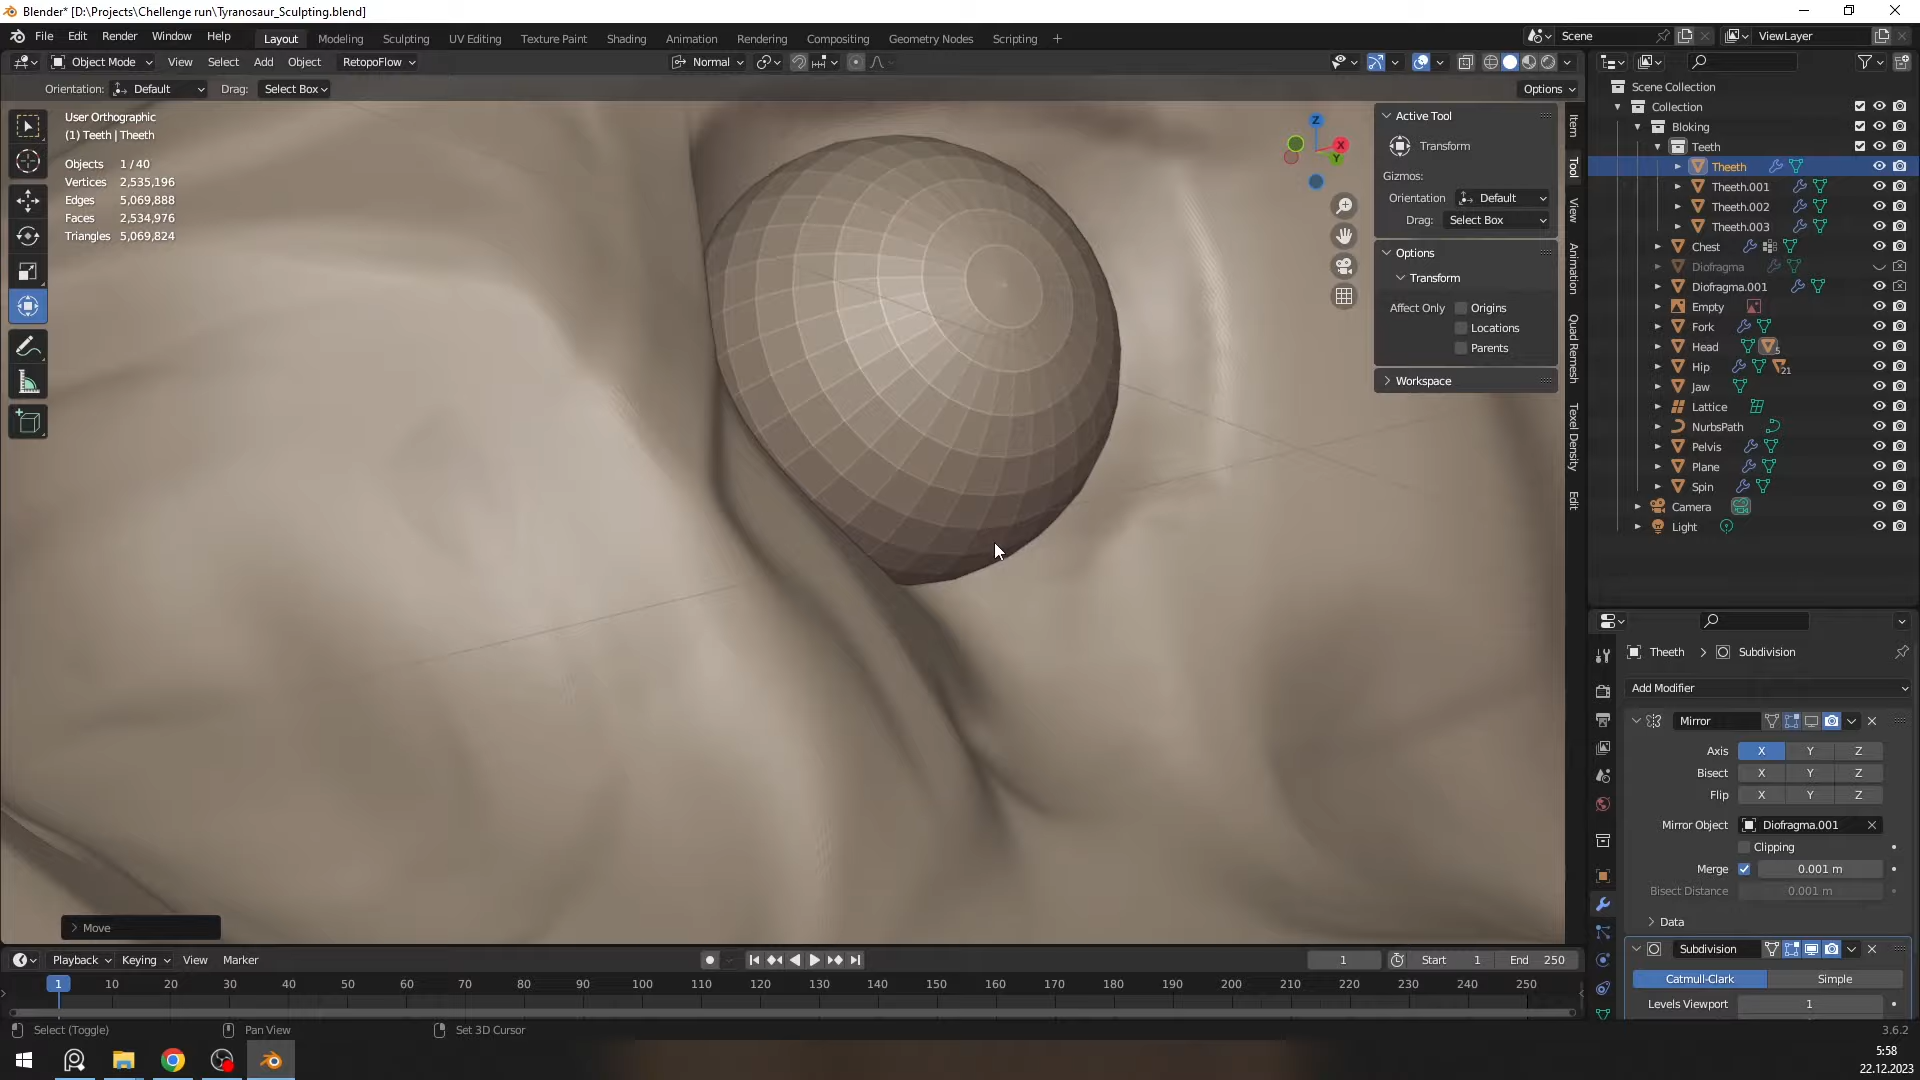 Blender* [D:\Projects\Chellenge run\Tyranosaur_Sculpting.blend]
File Edit Render Window Help Layout Modeling Sculpting UV Editing Texture Paint Shading Animation Rendering Compositing Geometry Nodes Scripting + Scene ViewLayer
Object Mode View Select Add Object RetopoFlow Normal
Orientation: Default Drag: Select Box Options
User Orthographic
(1) Teeth | Theeth
Objects 1 / 40
Vertices 2,535,196
Edges 5,069,888
Faces 2,534,976
Triangles 5,069,824
Z
X
Y
Active Tool
Transform
Gizmos:
Orientation Default
Drag: Select Box
Options
Transform
Affect Only Origins
Locations
Parents
Workspace
Item
Tool
View
Animation
Quad Remesh
Texel Density
Edit
Scene Collection
Collection
Bloking
Teeth
Theeth
Theeth.001
Theeth.002
Theeth.003
Chest
Diofragma
Diofragma.001
Empty
Fork
Head 5
Hip 21
Jaw
Lattice
NurbsPath
Pelvis
Plane
Spin
Camera
Light
Theeth > Subdivision
Add Modifier
Mirror
Axis X Y Z
Bisect X Y Z
Flip X Y Z
Mirror Object Diofragma.001
Clipping
Merge 0.001 m
Bisect Distance 0.001 m
Data
Subdivision
Catmull-Clark Simple
Levels Viewport 1
Move
Playback Keying View Marker 1 Start 1 End 250
1 10 20 30 40 50 60 70 80 90 100 110 120 130 140 150 160 170 180 190 200 210 220 230 240 250
Select (Toggle) Pan View Set 3D Cursor 3.6.2
5:58
22.12.2023